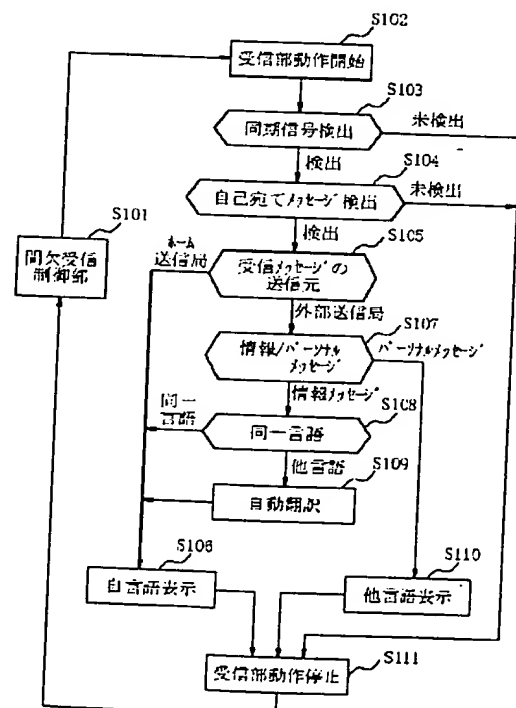 S102
受信部動作開始
S103
同期信号検出
未検出
検出
S104
自己宛てメッセージ検出
未検出
検出
S101
間欠受信
制御部
ホーム
送信局
S105
受信メッセージの
送信元
外部送信局
S107
情報/パーソナル
メッセージ
パーソナルメッセージ
情報メッセージ
S108
同一
言語
同一言語
他言語
S109
自動翻訳
S106
自言語表示
S110
他言語表示
S111
受信部動作停止